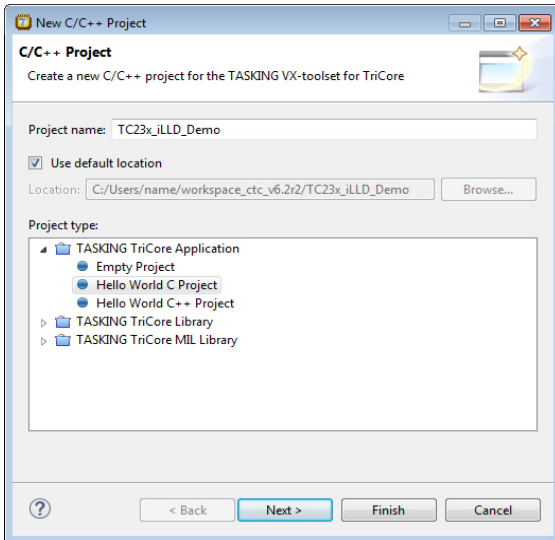 New C/C++ Project
C/C++ Project
Create a new C/C++ project for the TASKING VX-toolset for TriCore
Project name: TC23x_iLLD_Demo
Use default location
Location: C:/Users/name/workspace_ctc_v6.2r2/TC23x_iLLD_Demo Browse...
Project type:
TASKING TriCore Application
Empty Project
Hello World C Project
Hello World C++ Project
TASKING TriCore Library
TASKING TriCore MIL Library
? < Back Next > Finish Cancel